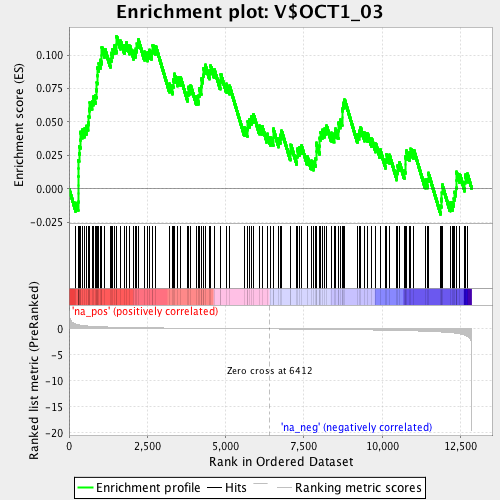 Enrichment plot: V$OCT1_03
Enrichment score (ES)
0.100
0.075
0.050
0.025
0.000
-0.025
'na_pos' (positively correlated)
Ranked list metric (PreRanked)
0
-5
-10
-15
-20
Zero cross at 6412
'na_neg' (negatively correlated)
0
2,500
5,000
7,500
10,000
12,500
Rank in Ordered Dataset
Enrichment profile
Hits
Ranking metric scores